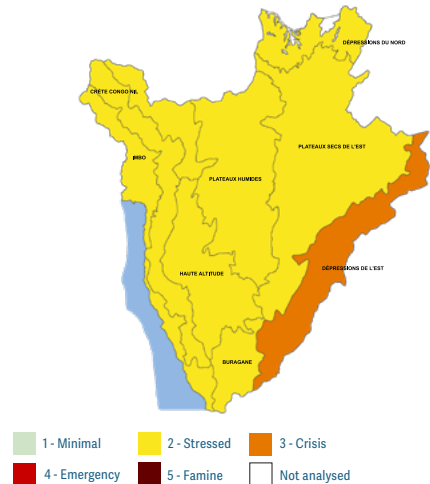 DÉPRESSIONS DU NORD
CRÊTE CONGO NIL
PLATEAUX SECS DE L'EST
IMBO
PLATEAUX HUMIDES
DÉPRESSIONS DE L'EST
HAUTE ALTITUDE
BURAGANE
1 - Minimal
2 - Stressed
3 - Crisis
4 - Emergency
5 - Famine
Not analysed